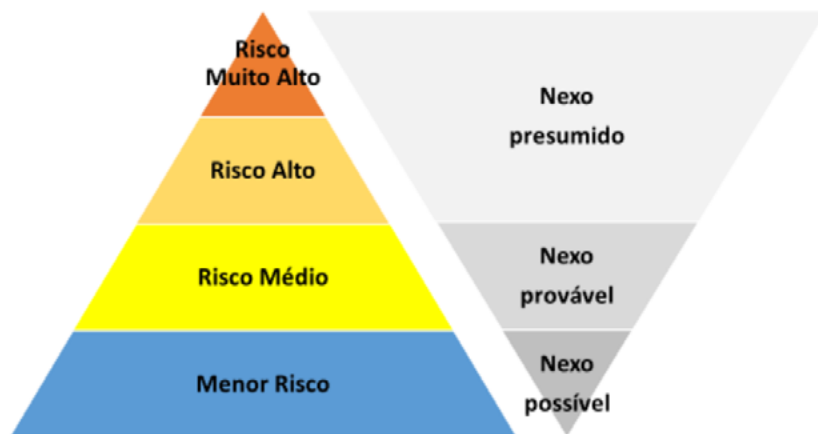 Risco
Muito Alto
Risco Alto
Risco Médio
Menor Risco
Nexo
presumido
Nexo
provável
Nexo
possível